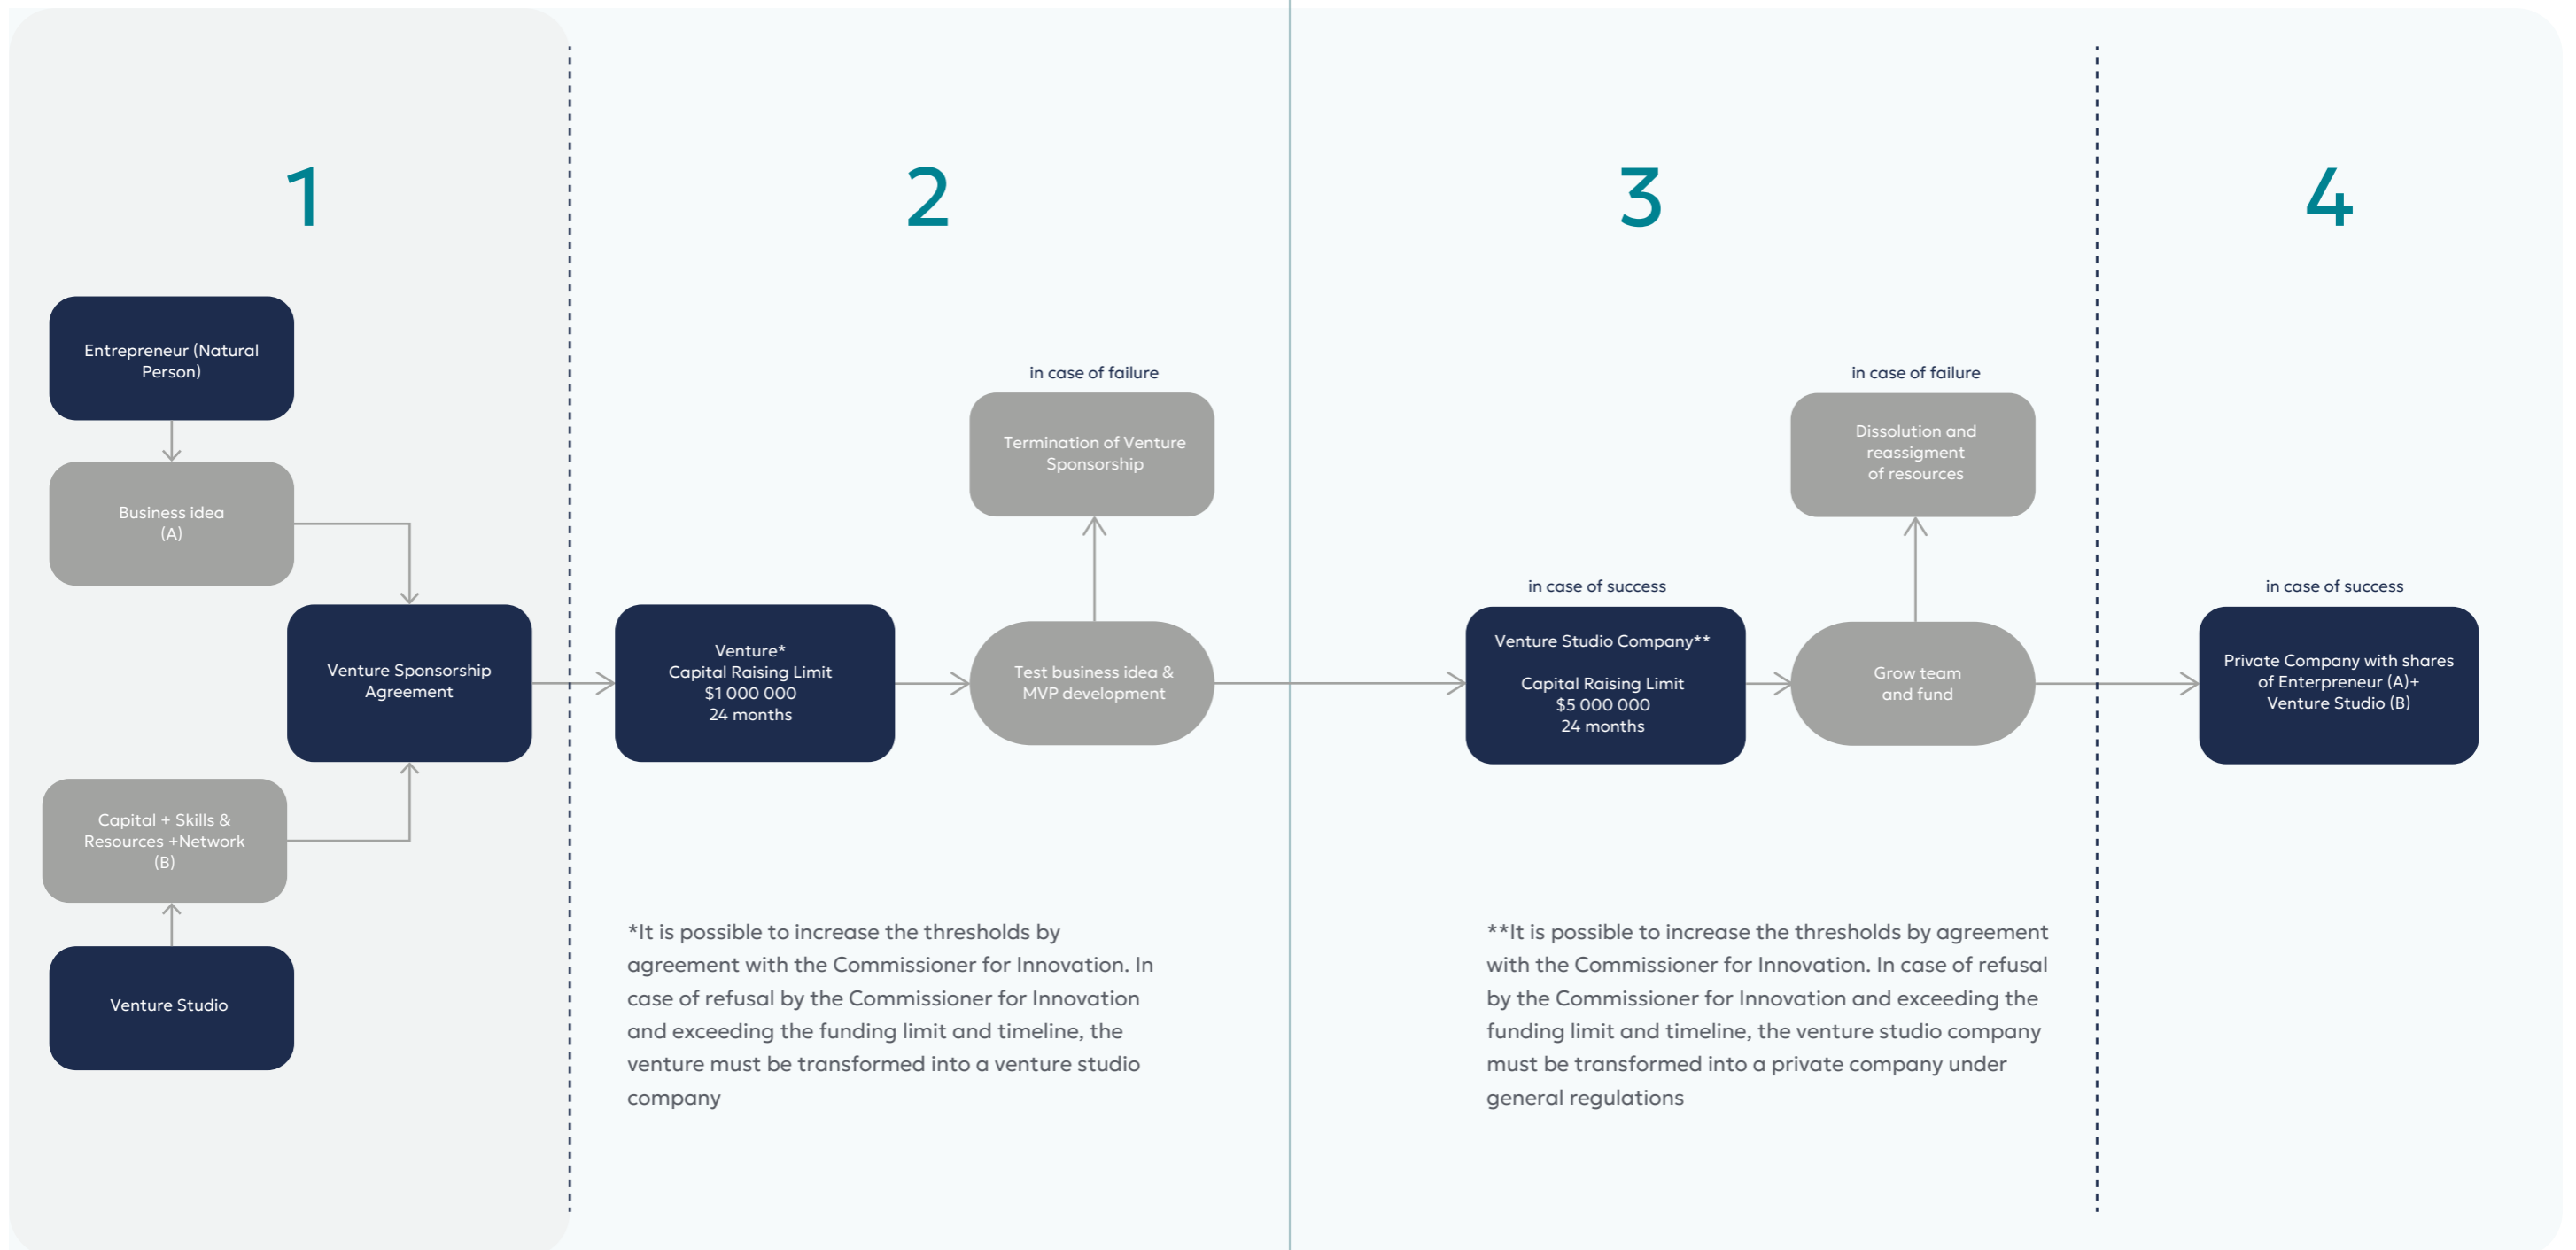 1
Entrepreneur (Natural
Person)
Business idea
(A)
Venture Sponsorship
Agreement
Capital + Skills &
Resources +Network
(B)
Venture Studio
2
in case of failure
Termination of Venture
Sponsorship
Venture*
Capital Raising Limit
$1 000 000
24 months
Test business idea &
MVP development
*It is possible to increase the thresholds by
agreement with the Commissioner for Innovation. In
case of refusal by the Commissioner for Innovation
and exceeding the funding limit and timeline, the
venture must be transformed into a venture studio
company
3
in case of failure
Dissolution and
reassigment
of resources
in case of success
Venture Studio Company**
Capital Raising Limit
$5 000 000
24 months
Grow team
and fund
**It is possible to increase the thresholds by agreement
with the Commissioner for Innovation. In case of refusal
by the Commissioner for Innovation and exceeding the
funding limit and timeline, the venture studio company
must be transformed into a private company under
general regulations
4
in case of success
Private Company with shares
of Enterpreneur (A)+
Venture Studio (B)